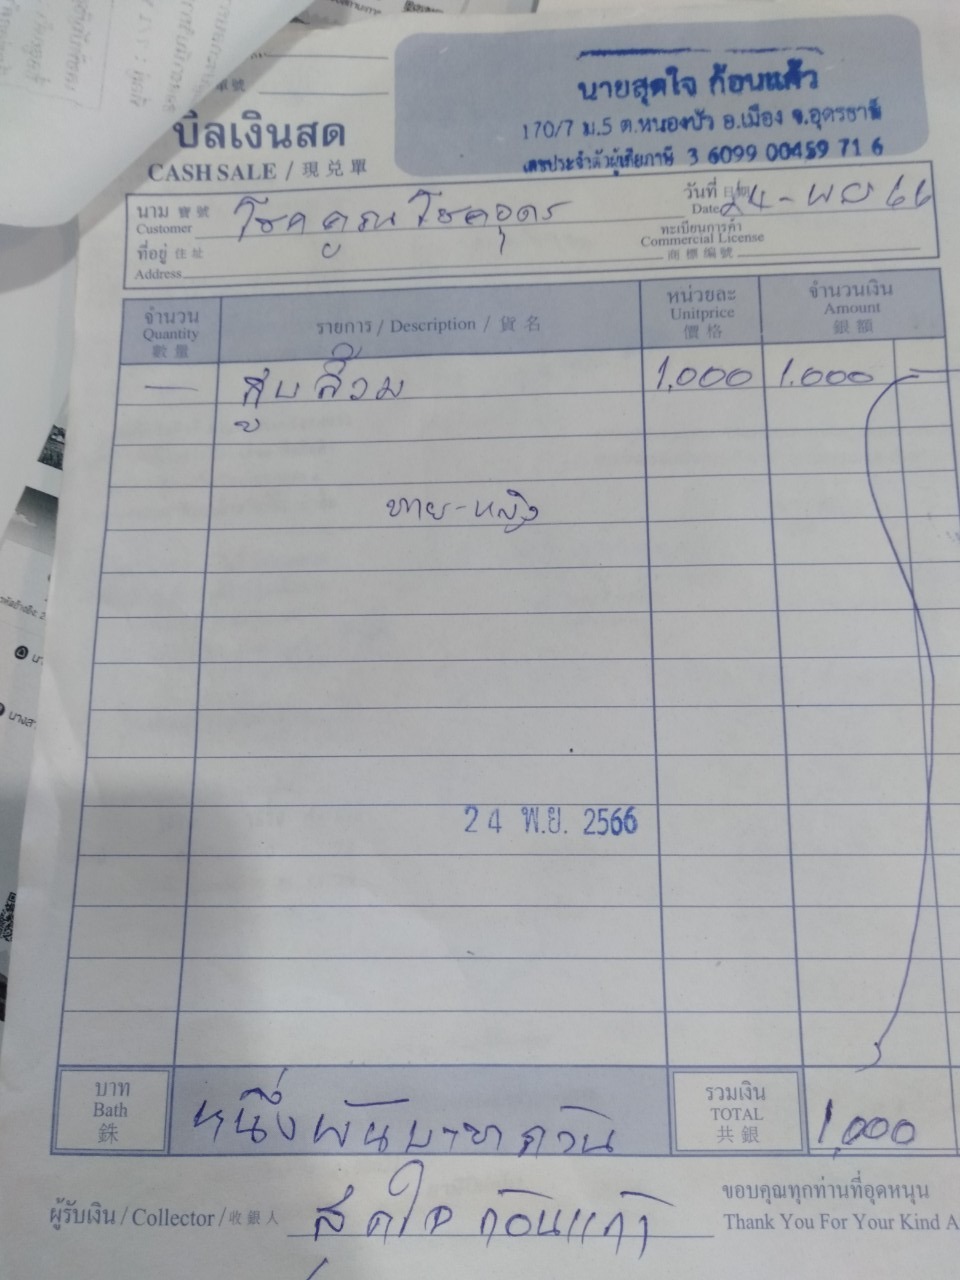 บิลเงินสด
CASH SALE / 現兑單
นายสุดใจ ก้อนแก้ว
170/7 ม.5 ต.หนองบัว อ.เมือง จ.อุดรธานี
เลขประจำตัวผู้เสียภาษี 3 6099 00459 71 6
นาม 寶號 Customer โชคคูณโชคอุดร
วันที่ Date 24 - พย 66
ที่อยู่ 住址 Address
ทะเบียนการค้า Commercial License 商標編號
จำนวน Quantity 數量 รายการ / Description / 貨名 หน่วยละ Unitprice 價格 จำนวนเงิน Amount 銀額
— สูบส้วม 1,000 1.000 —
ชาย-หญิง
24 พ.ย. 2566
บาท Bath 銖 หนึ่งพันบาทถ้วน รวมเงิน TOTAL 共銀 1,000
ผู้รับเงิน / Collector / 收銀人 สุดใจ ก้อนแก้ว
ขอบคุณทุกท่านที่อุดหนุน
Thank You For Your Kind